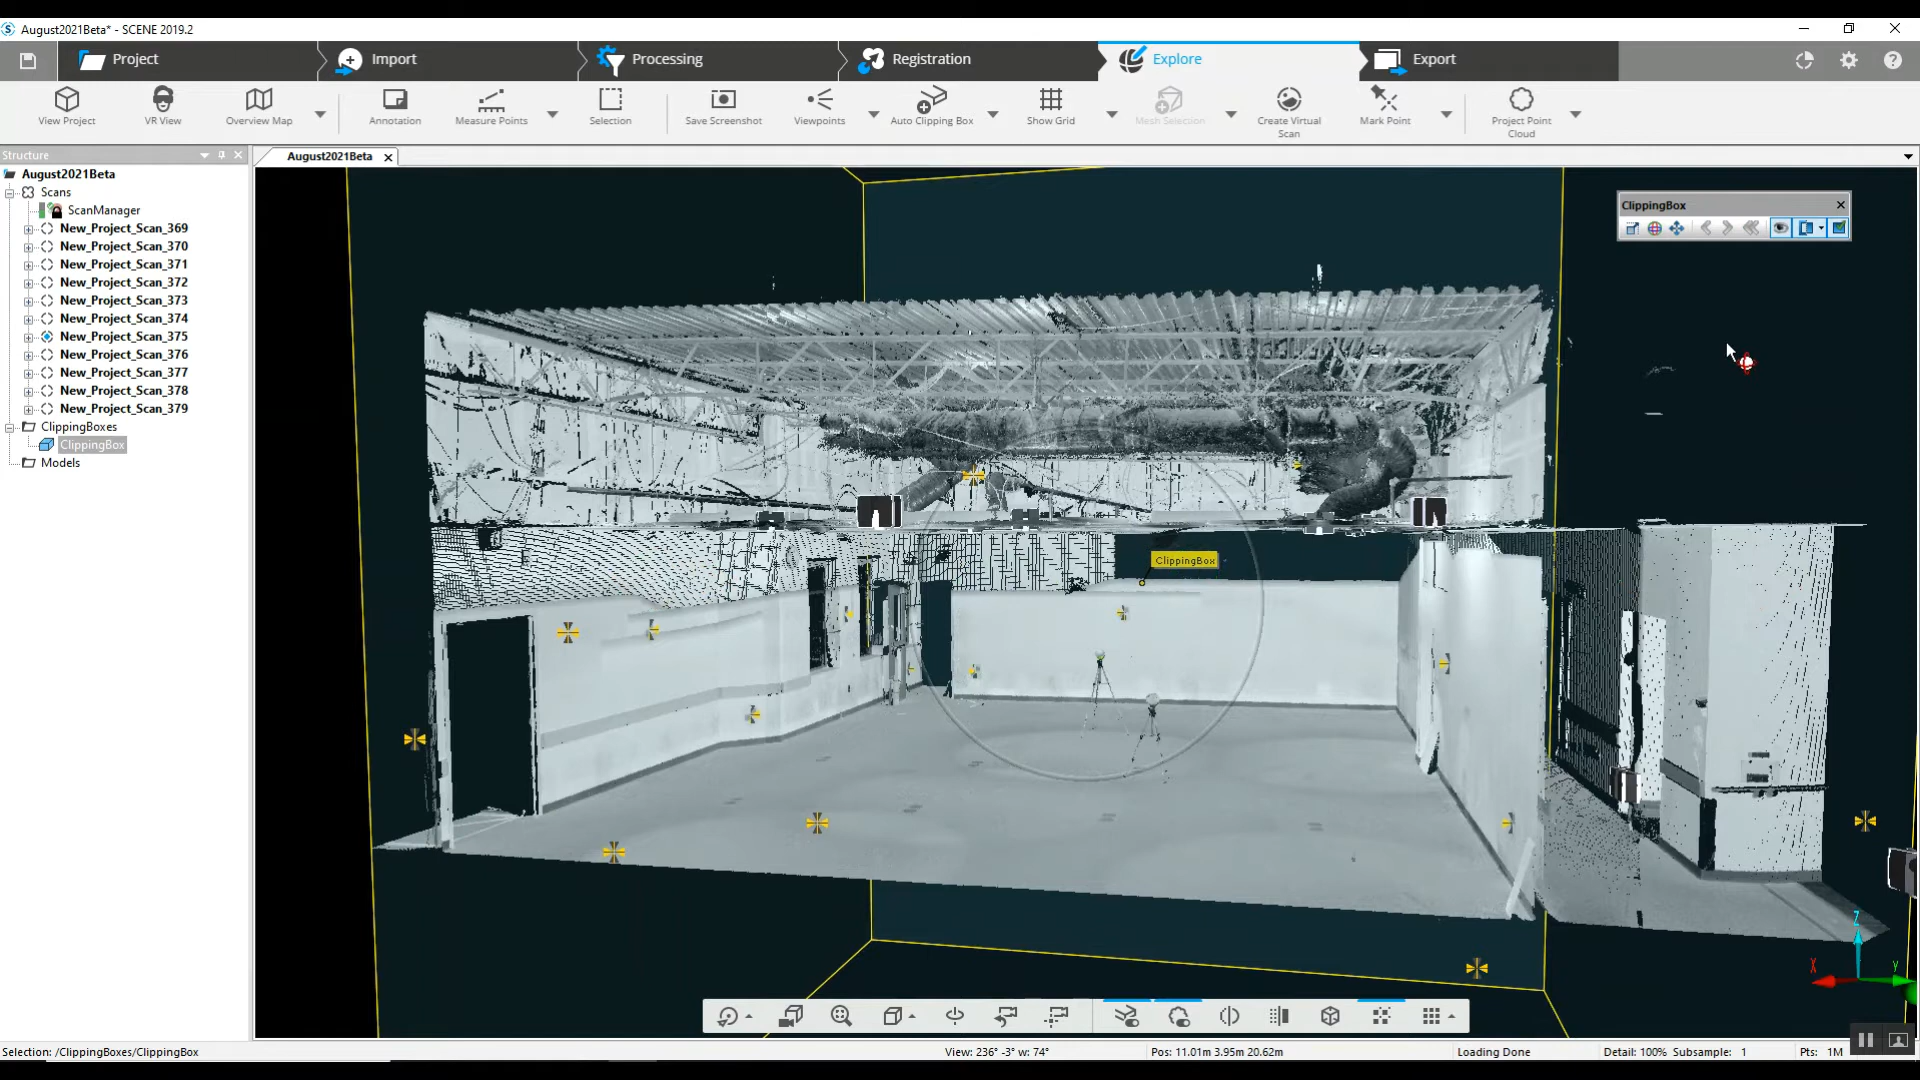 August2021Beta* - SCENE 2019.2
Project
Import
Processing
Registration
Explore
Export
View Project
VR View
Overview Map
Annotation
Measure Points
Selection
Save Screenshot
Viewpoints
Auto Clipping Box
Show Grid
Mesh Selection
Create Virtual
Scan
Mark Point
Project Point
Cloud
Structure
August2021Beta
August2021Beta
Scans
ScanManager
New_Project_Scan_369
New_Project_Scan_370
New_Project_Scan_371
New_Project_Scan_372
New_Project_Scan_373
New_Project_Scan_374
New_Project_Scan_375
New_Project_Scan_376
New_Project_Scan_377
New_Project_Scan_378
New_Project_Scan_379
ClippingBoxes
ClippingBox
Models
ClippingBox
ClippingBox
Z
X
y
Selection: /ClippingBoxes/ClippingBox
View: 236° -3° w: 74°
Pos: 11.01m 3.95m 20.62m
Loading Done
Detail: 100% Subsample: 1
Pts: 1M